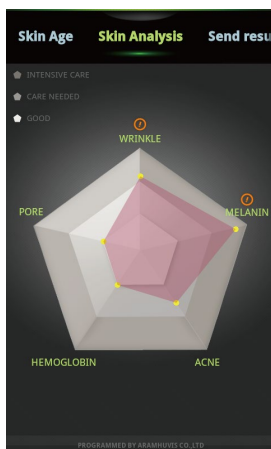 Skin Age Skin Analysis Send resu
INTENSIVE CARE
CARE NEEDED
GOOD
WRINKLE
PORE
MELANIN
HEMOGLOBIN
ACNE
PROGRAMMED BY ARAMHUVIS CO.,LTD